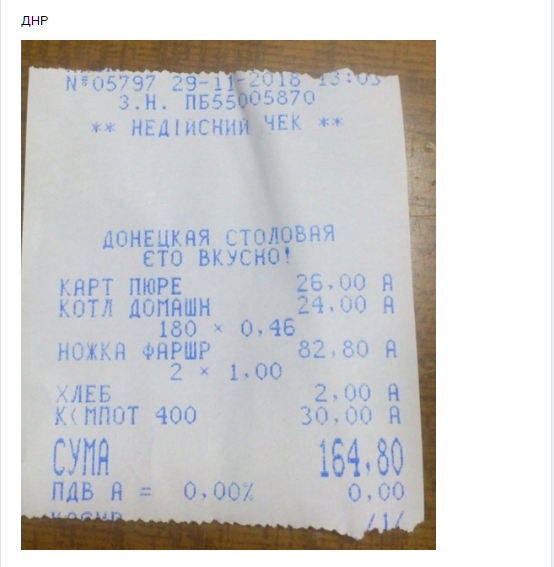 ДНР
№05797 29-11-2018 13:03
З.Н. ПБ55005870
** НЕДІЙСНИЙ ЧЕК **
ДОНЕЦКАЯ СТОЛОВАЯ
ЄТО ВКУСНО!
КАРТ ПЮРЕ 26,00 А
КОТЛ ДОМАШН 24,00 А
180 × 0,46
НОЖКА ФАРШР 82,80 А
2 × 1,00
ХЛЕБ 2,00 А
К(МПОТ 400 30,00 А
СУМА 164,80
ПДВ А = 0,00% 0,00
/1/